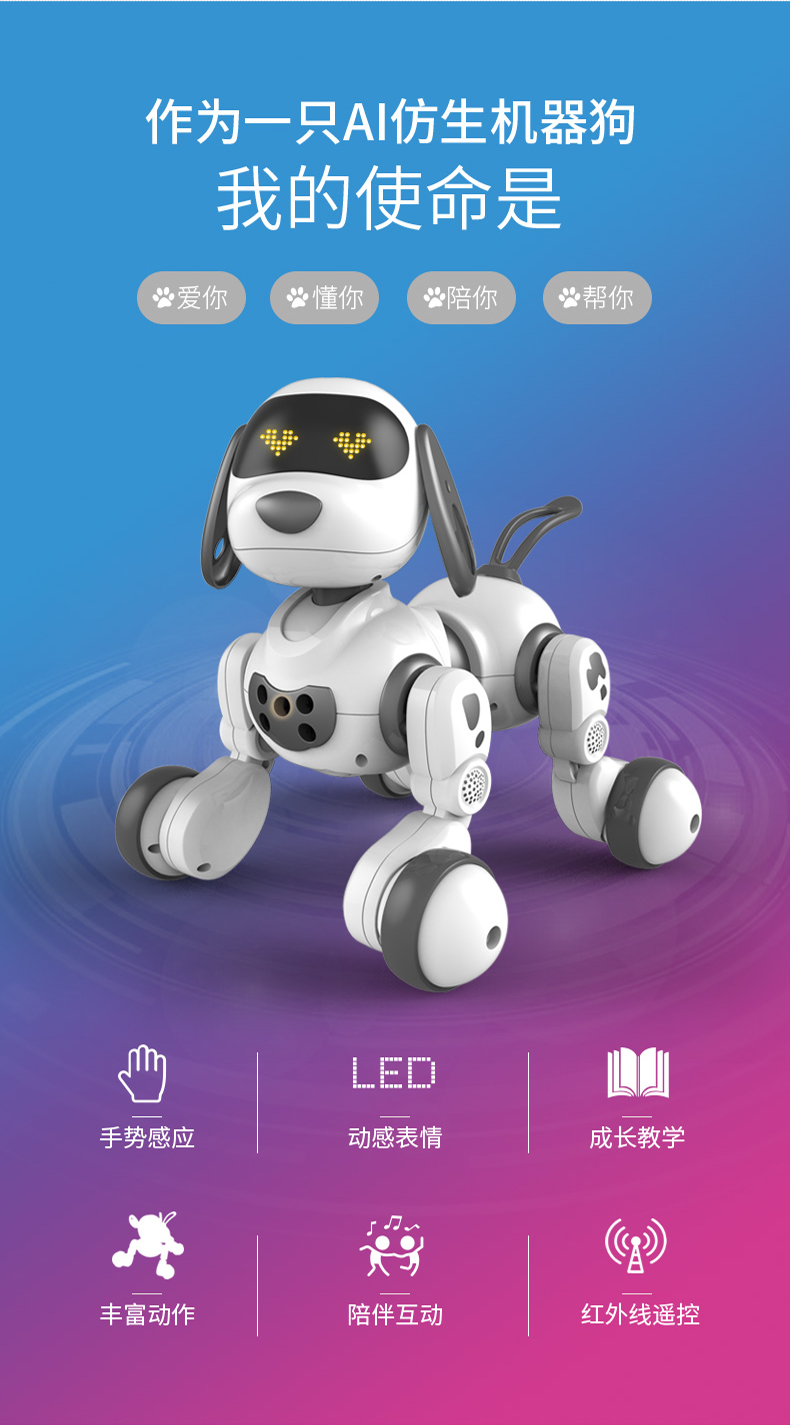 作为一只AI仿生机器狗
我的使命是
爱你 懂你 陪你 帮你
LED
手势感应 动感表情 成长教学
丰富动作 陪伴互动 红外线遥控